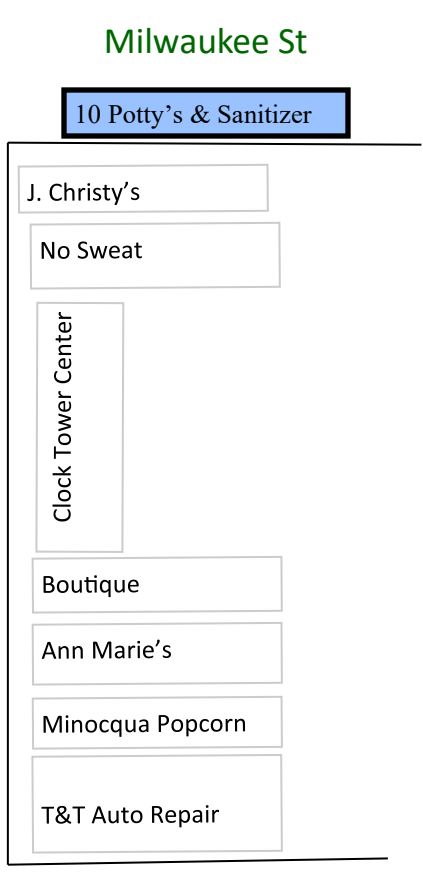 Milwaukee St
10 Potty’s & Sanitizer
J. Christy’s
No Sweat
Clock Tower Center
Boutique
Ann Marie’s
Minocqua Popcorn
T&T Auto Repair